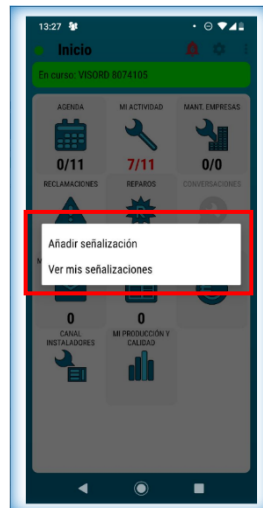 13:27
Inicio
En curso: VISORD 8074105
AGENDA MI ACTIVIDAD MANT. EMPRESAS
0/11 7/11 0/0
RECLAMACIONES REPAROS CONVERSACIONES
Añadir señalización
Ver mis señalizaciones
M
0 0
CANAL INSTALADORES MI PRODUCCIÓN Y CALIDAD